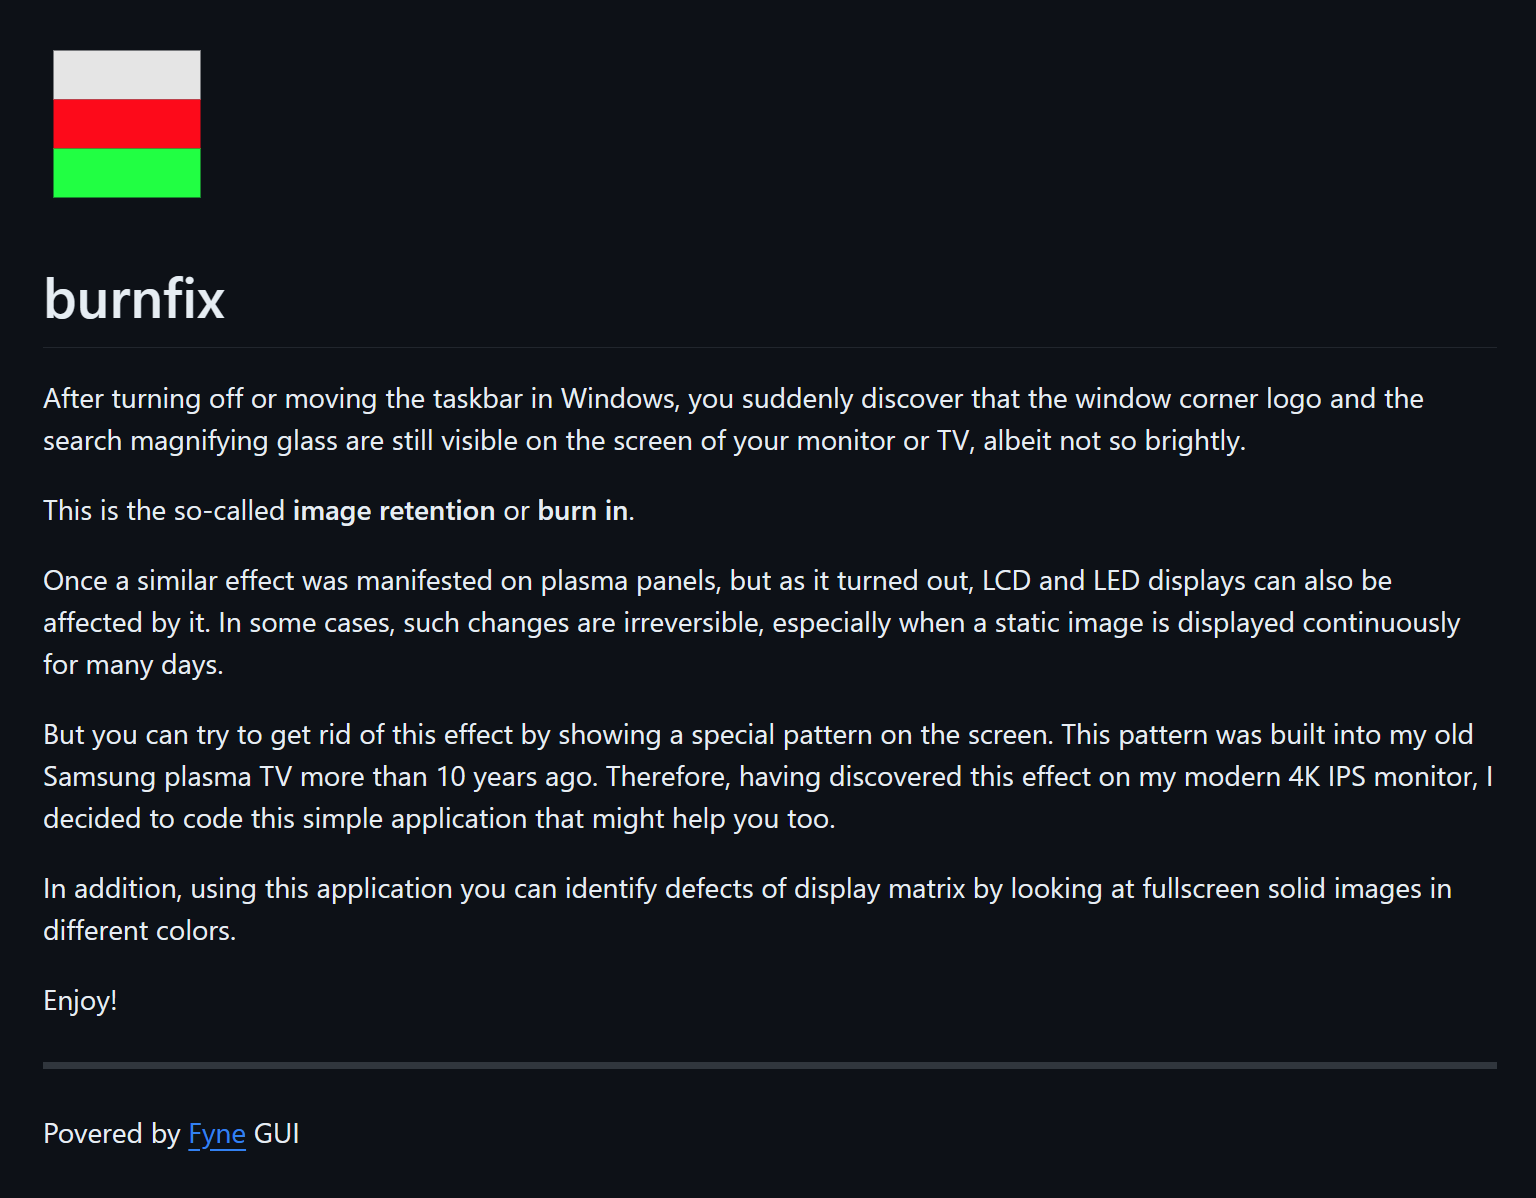 burnfix
After turning off or moving the taskbar in Windows, you suddenly discover that the window corner logo and the
search magnifying glass are still visible on the screen of your monitor or TV, albeit not so brightly.
This is the so-called image retention or burn in.
Once a similar effect was manifested on plasma panels, but as it turned out, LCD and LED displays can also be
affected by it. In some cases, such changes are irreversible, especially when a static image is displayed continuously
for many days.
But you can try to get rid of this effect by showing a special pattern on the screen. This pattern was built into my old
Samsung plasma TV more than 10 years ago. Therefore, having discovered this effect on my modern 4K IPS monitor, I
decided to code this simple application that might help you too.
In addition, using this application you can identify defects of display matrix by looking at fullscreen solid images in
different colors.
Enjoy!
Povered by Fyne GUI